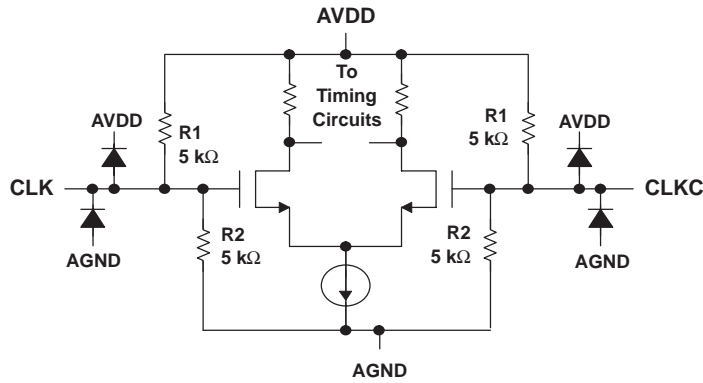 AVDD
To
Timing
Circuits
AVDD
R1
5 kΩ
R1
5 kΩ
AVDD
CLK
CLKC
AGND
R2
5 kΩ
R2
5 kΩ
AGND
AGND